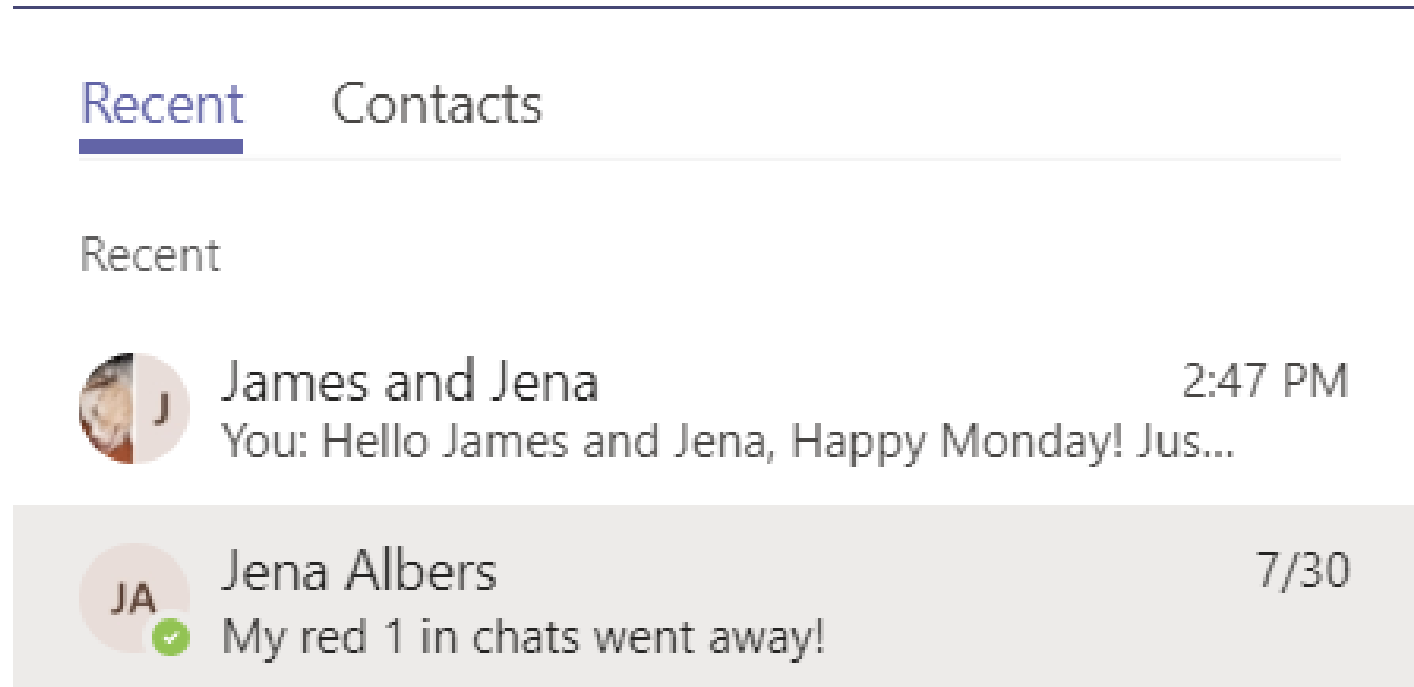 Recent Contacts
Recent
James and Jena 2:47 PM
J You: Hello James and Jena, Happy Monday! Jus...
Jena Albers 7/30
JA
My red 1 in chats went away!